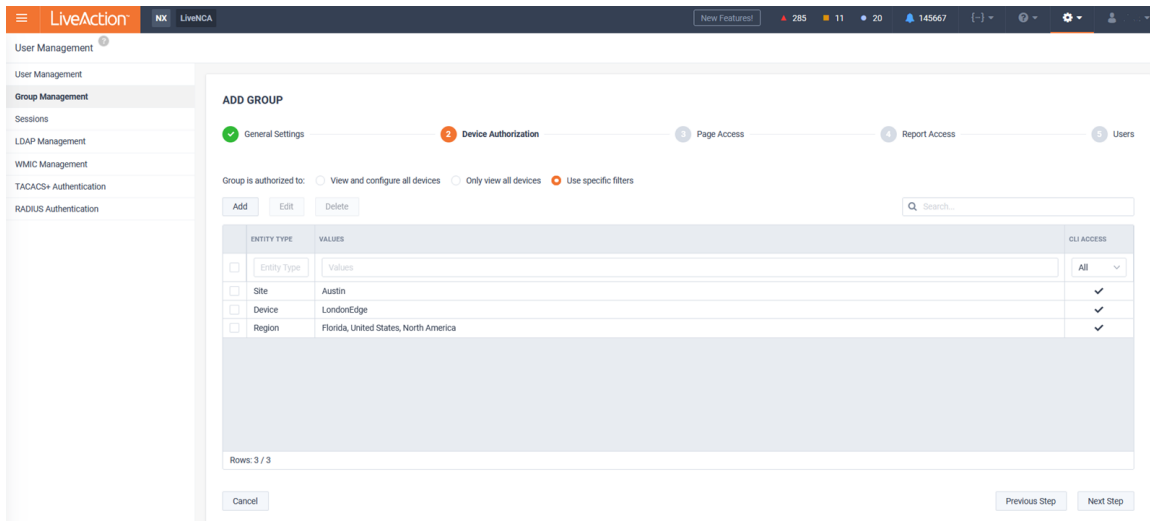 LiveAction NX LiveNCA New Features! 285 11 20 145667 {--}
User Management
User Management
Group Management
Sessions
LDAP Management
WMIC Management
TACACS+ Authentication
RADIUS Authentication
ADD GROUP
General Settings 2 Device Authorization 3 Page Access 4 Report Access 5 Users
Group is authorized to: View and configure all devices Only view all devices Use specific filters
Add Edit Delete Search...
ENTITY TYPE VALUES CLI ACCESS
Entity Type Values All
Site Austin
Device LondonEdge
Region Florida, United States, North America
Rows: 3 / 3
Cancel Previous Step Next Step